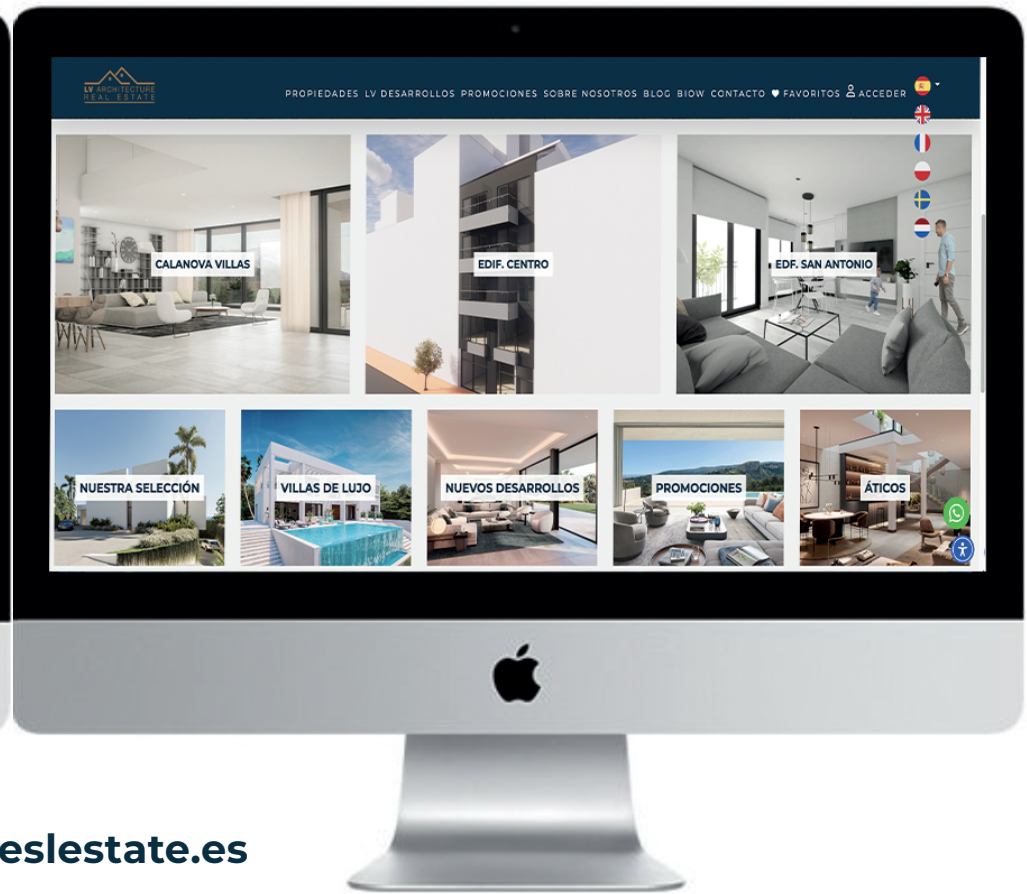 LV ARCHITECTURE
REAL ESTATE
PROPIEDADES LV DESARROLLOS PROMOCIONES SOBRE NOSOTROS BLOG BIOW CONTACTO FAVORITOS ACCEDER
CALANOVA VILLAS
EDIF. CENTRO
EDF. SAN ANTONIO
NUESTRA SELECCIÓN
VILLAS DE LUJO
NUEVOS DESARROLLOS
PROMOCIONES
ÁTICOS
eslestate.es